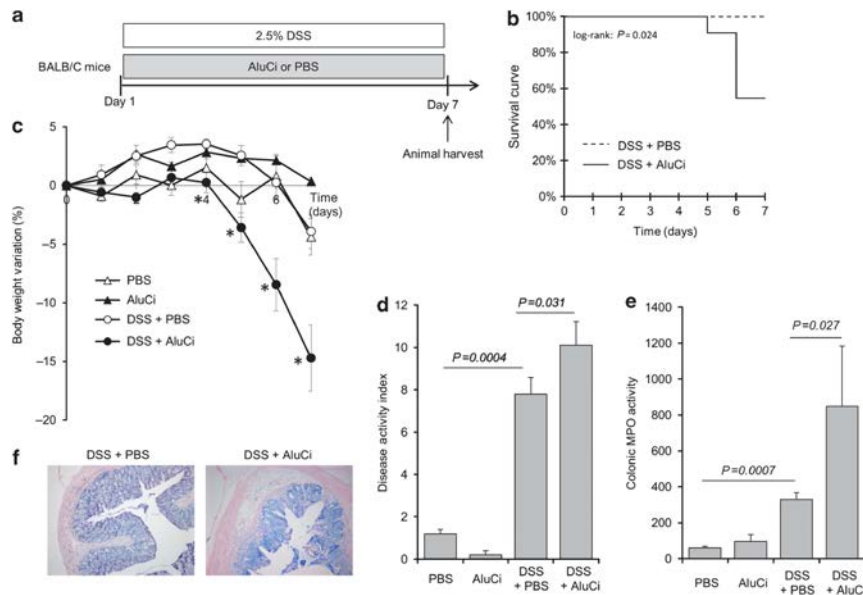 a
2.5% DSS
BALB/C mice
AluCi or PBS
Day 1
Day 7
Animal harvest
b
100%
80%
60%
40%
20%
0%
Survival curve
log-rank: P = 0.024
DSS + PBS
DSS + AluCi
0 1 2 3 4 5 6 7
Time (days)
c
5
0
−5
−10
−15
−20
Body weight variation (%)
0
*4
6
Time
(days)
*
*
*
PBS
AluCi
DSS + PBS
DSS + AluCi
d
12
10
8
6
4
2
0
Disease activity index
P=0.0004
P=0.031
PBS
AluCi
DSS
+ PBS
DSS
+ AluCi
e
1400
1200
1000
800
600
400
200
0
Colonic MPO activity
P=0.0007
P=0.027
PBS
AluCi
DSS
+ PBS
DSS
+ AluCi
f
DSS + PBS
DSS + AluCi